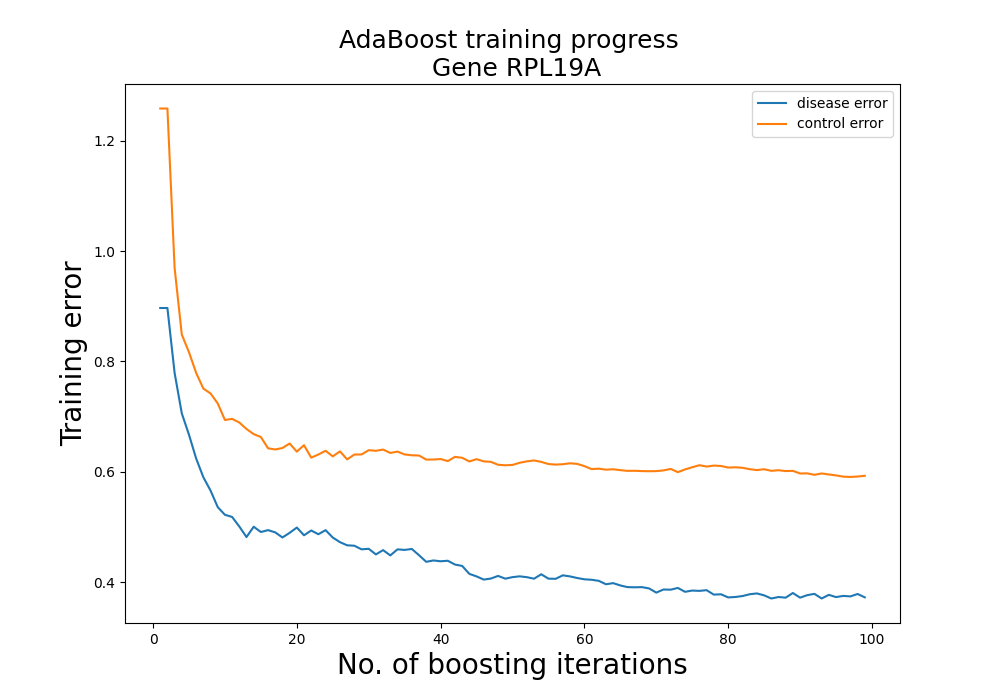 AdaBoost training progress
Gene RPL19A
disease error
control error
Training error
1.2
1.0
0.8
0.6
0.4
0
20
40
60
80
100
No. of boosting iterations